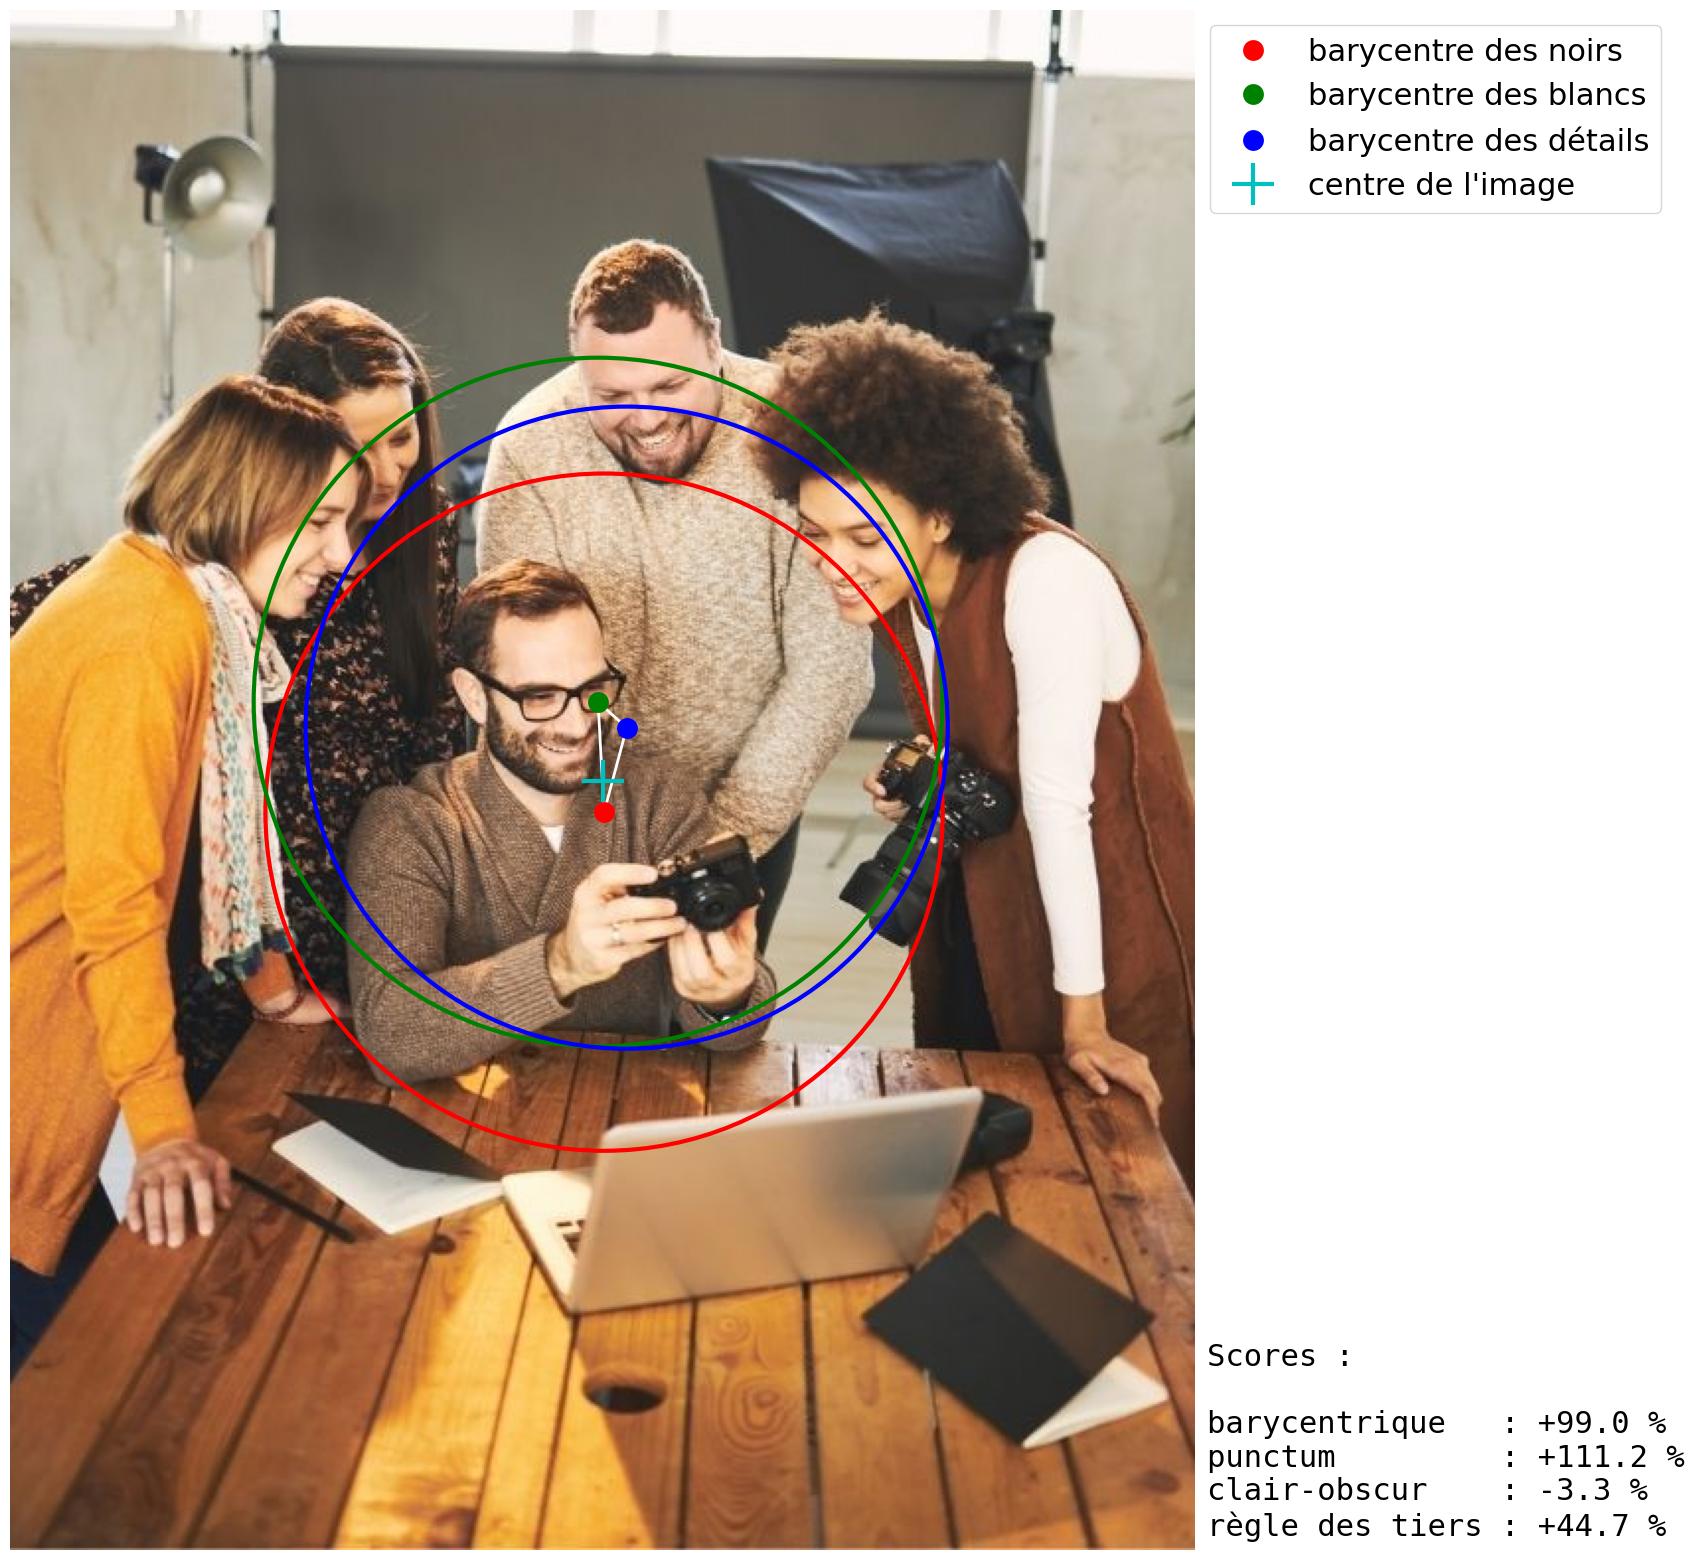 barycentre des noirs
barycentre des blancs
barycentre des détails
centre de l'image
Scores :
barycentrique : +99.0 %
punctum : +111.2 %
clair-obscur : -3.3 %
règle des tiers : +44.7 %